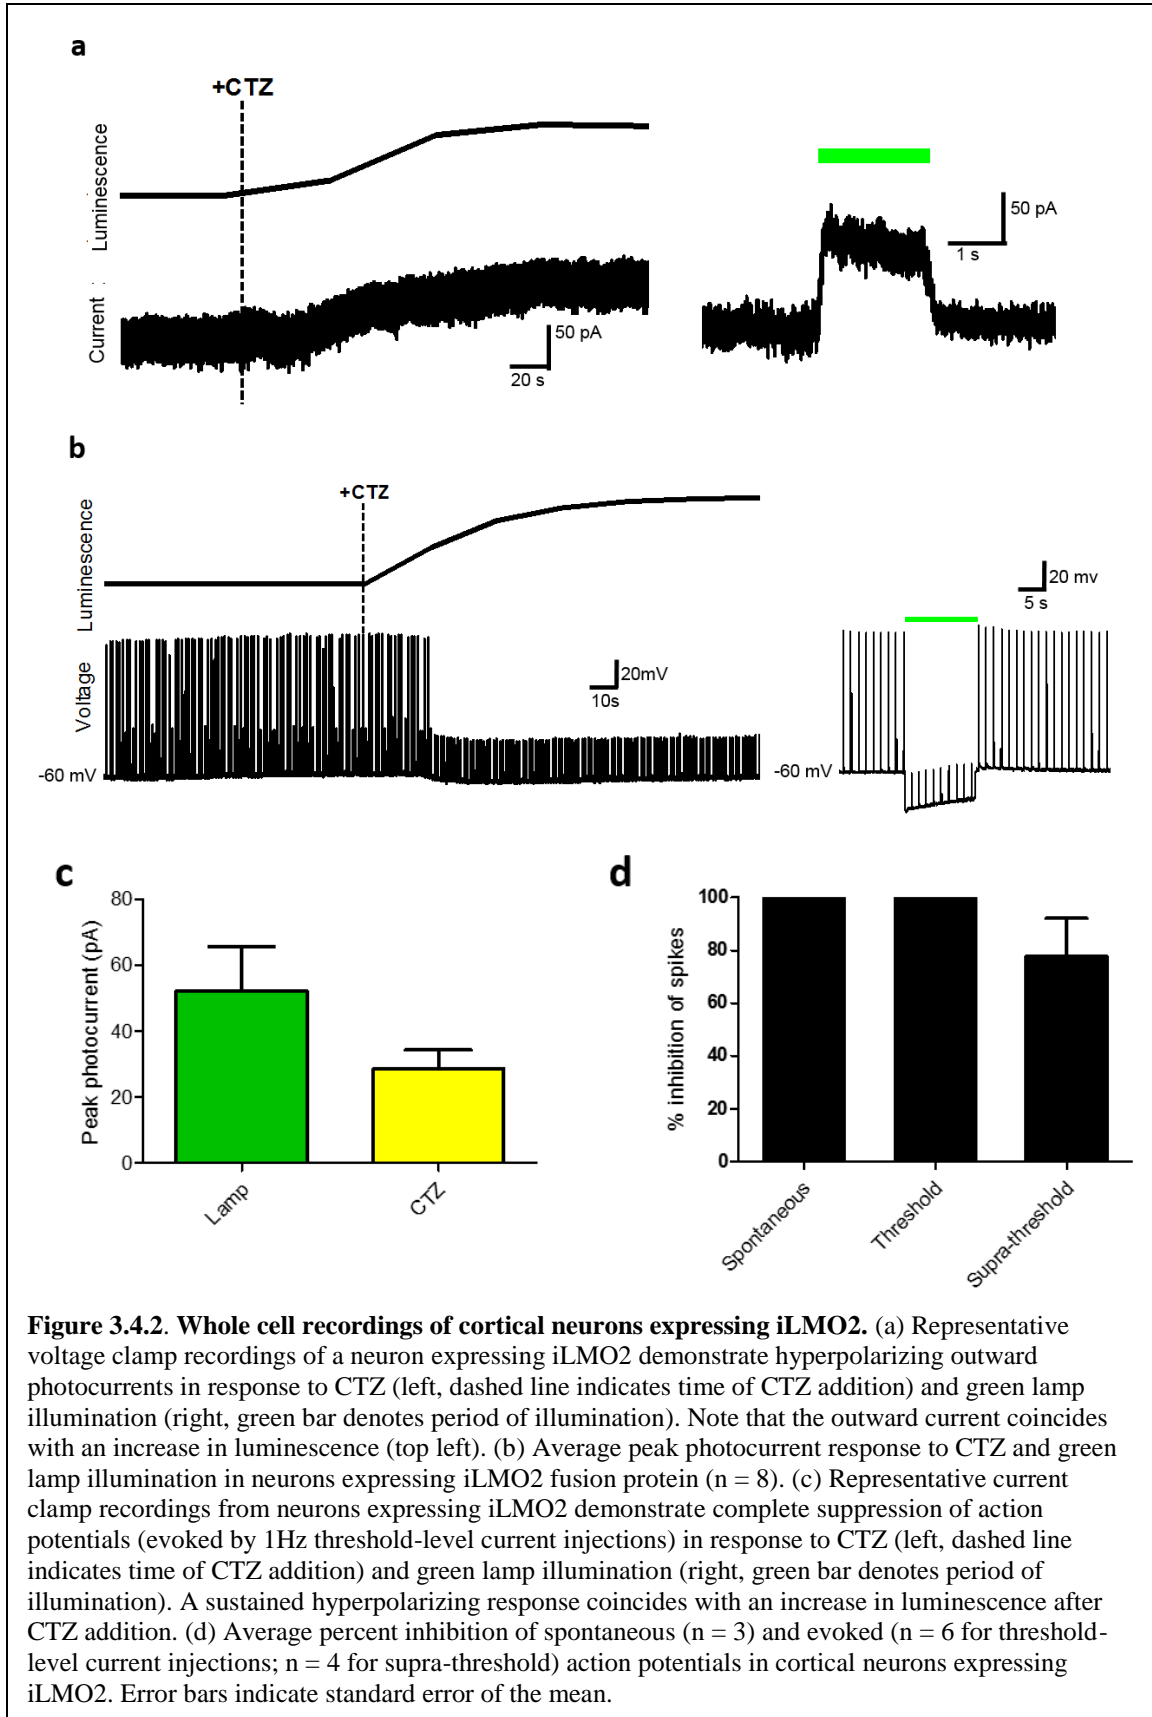 a
+CTZ
Luminescence
Current
50 pA
20 s
50 pA
1 s
b
+CTZ
Luminescence
Voltage
-60 mV
20mV
10s
20 mv
5 s
-60 mV
c
Peak photocurrent (pA)
80
60
40
20
0
Lamp
CTZ
d
% inhibition of spikes
100
80
60
40
20
0
Spontaneous
Threshold
Supra-threshold
Figure 3.4.2. Whole cell recordings of cortical neurons expressing iLMO2. (a) Representative
voltage clamp recordings of a neuron expressing iLMO2 demonstrate hyperpolarizing outward
photocurrents in response to CTZ (left, dashed line indicates time of CTZ addition) and green lamp
illumination (right, green bar denotes period of illumination). Note that the outward current coincides
with an increase in luminescence (top left). (b) Average peak photocurrent response to CTZ and green
lamp illumination in neurons expressing iLMO2 fusion protein (n = 8). (c) Representative current
clamp recordings from neurons expressing iLMO2 demonstrate complete suppression of action
potentials (evoked by 1Hz threshold-level current injections) in response to CTZ (left, dashed line
indicates time of CTZ addition) and green lamp illumination (right, green bar denotes period of
illumination). A sustained hyperpolarizing response coincides with an increase in luminescence after
CTZ addition. (d) Average percent inhibition of spontaneous (n = 3) and evoked (n = 6 for threshold-
level current injections; n = 4 for supra-threshold) action potentials in cortical neurons expressing
iLMO2. Error bars indicate standard error of the mean.